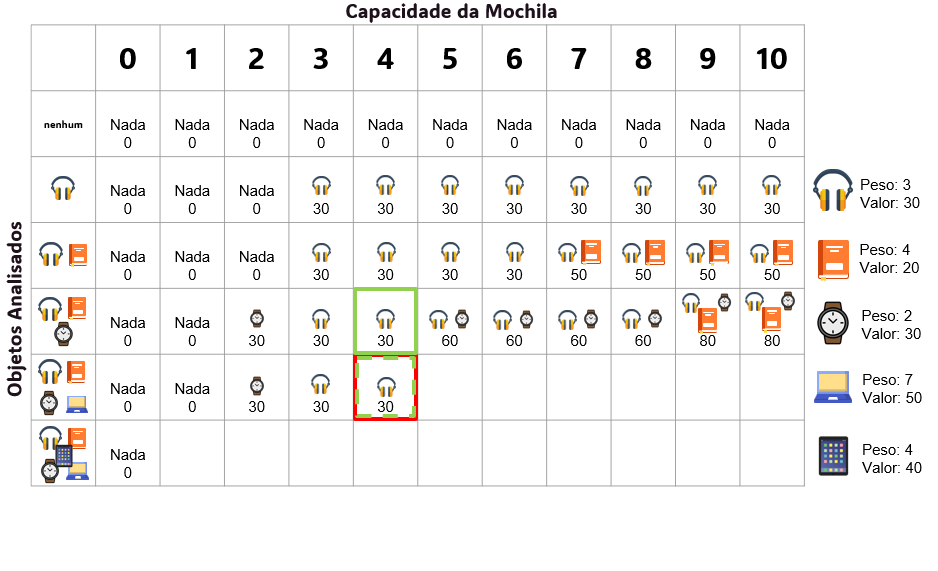 Capacidade da Mochila
0 1 2 3 4 5 6 7 8 9 10
Objetos Analisados
nenhum Nada Nada Nada Nada Nada Nada Nada Nada Nada Nada Nada
0 0 0 0 0 0 0 0 0 0 0
Nada Nada Nada
0 0 0 30 30 30 30 30 30 30 30
Peso: 3
Valor: 30
Nada Nada Nada
0 0 0 30 30 30 30 50 50 50 50
Peso: 4
Valor: 20
Nada Nada
0 0 30 30 30 60 60 60 60 80 80
Peso: 2
Valor: 30
Nada Nada
0 0 30 30 30
Peso: 7
Valor: 50
Nada
0
Peso: 4
Valor: 40